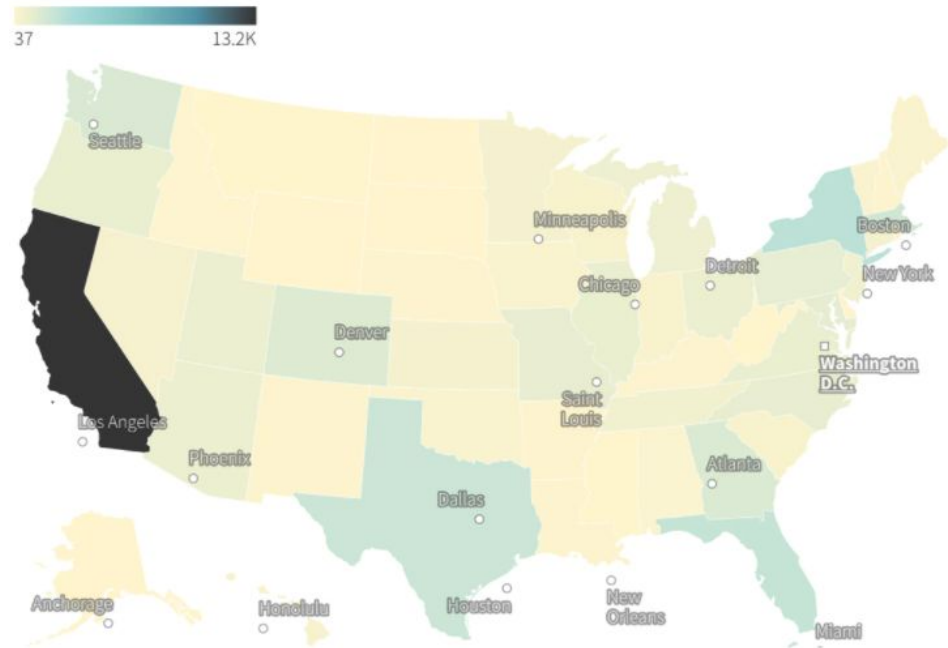 37 13.2K
Seattle
Minneapolis
Boston
Chicago
Detroit
New York
Denver
Washington
D.C.
Saint
Louis
Los Angeles
Phoenix
Atlanta
Dallas
Anchorage
Honolulu
Houston
New
Orleans
Miami